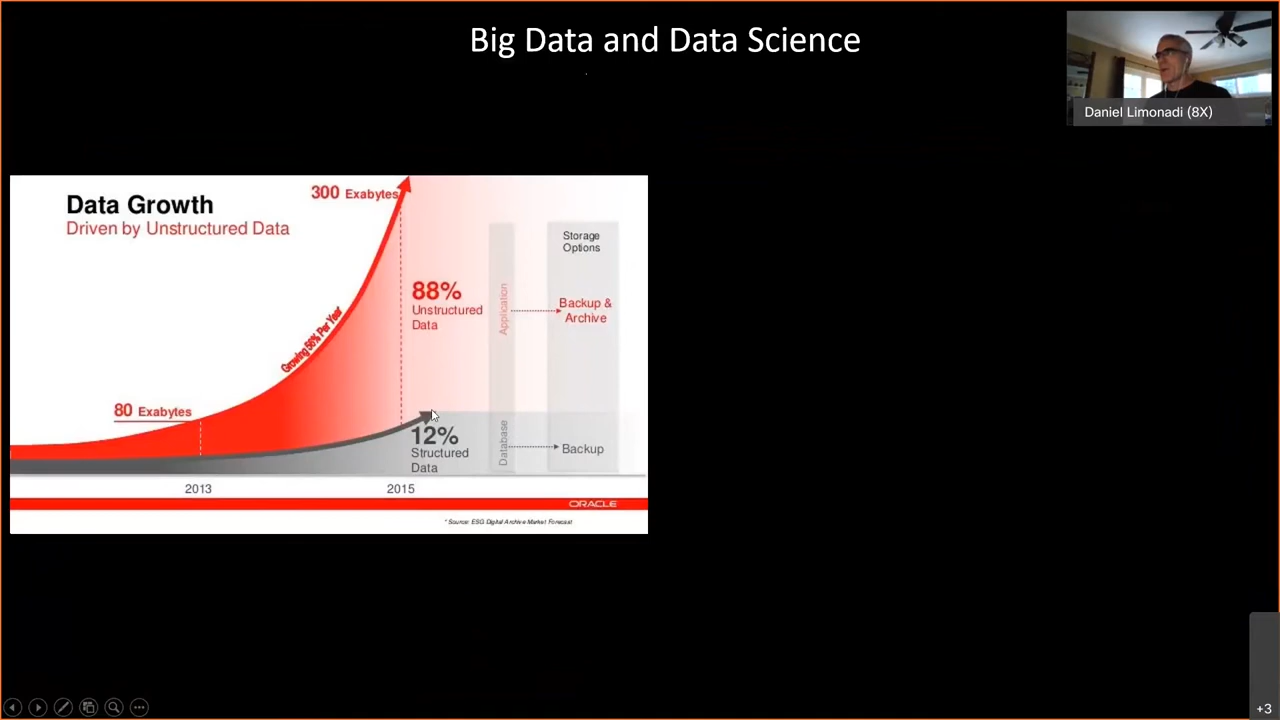 Big Data and Data Science
Daniel Limonadi (8X)
Data Growth
Driven by Unstructured Data
300 Exabytes
Growing 56% Per Year
80 Exabytes
88%
Unstructured
Data
12%
Structured
Data
Application
Database
Storage
Options
Backup &
Archive
Backup
2013
2015
ORACLE
* Source: ESG Digital Archive Market Forecast
+3